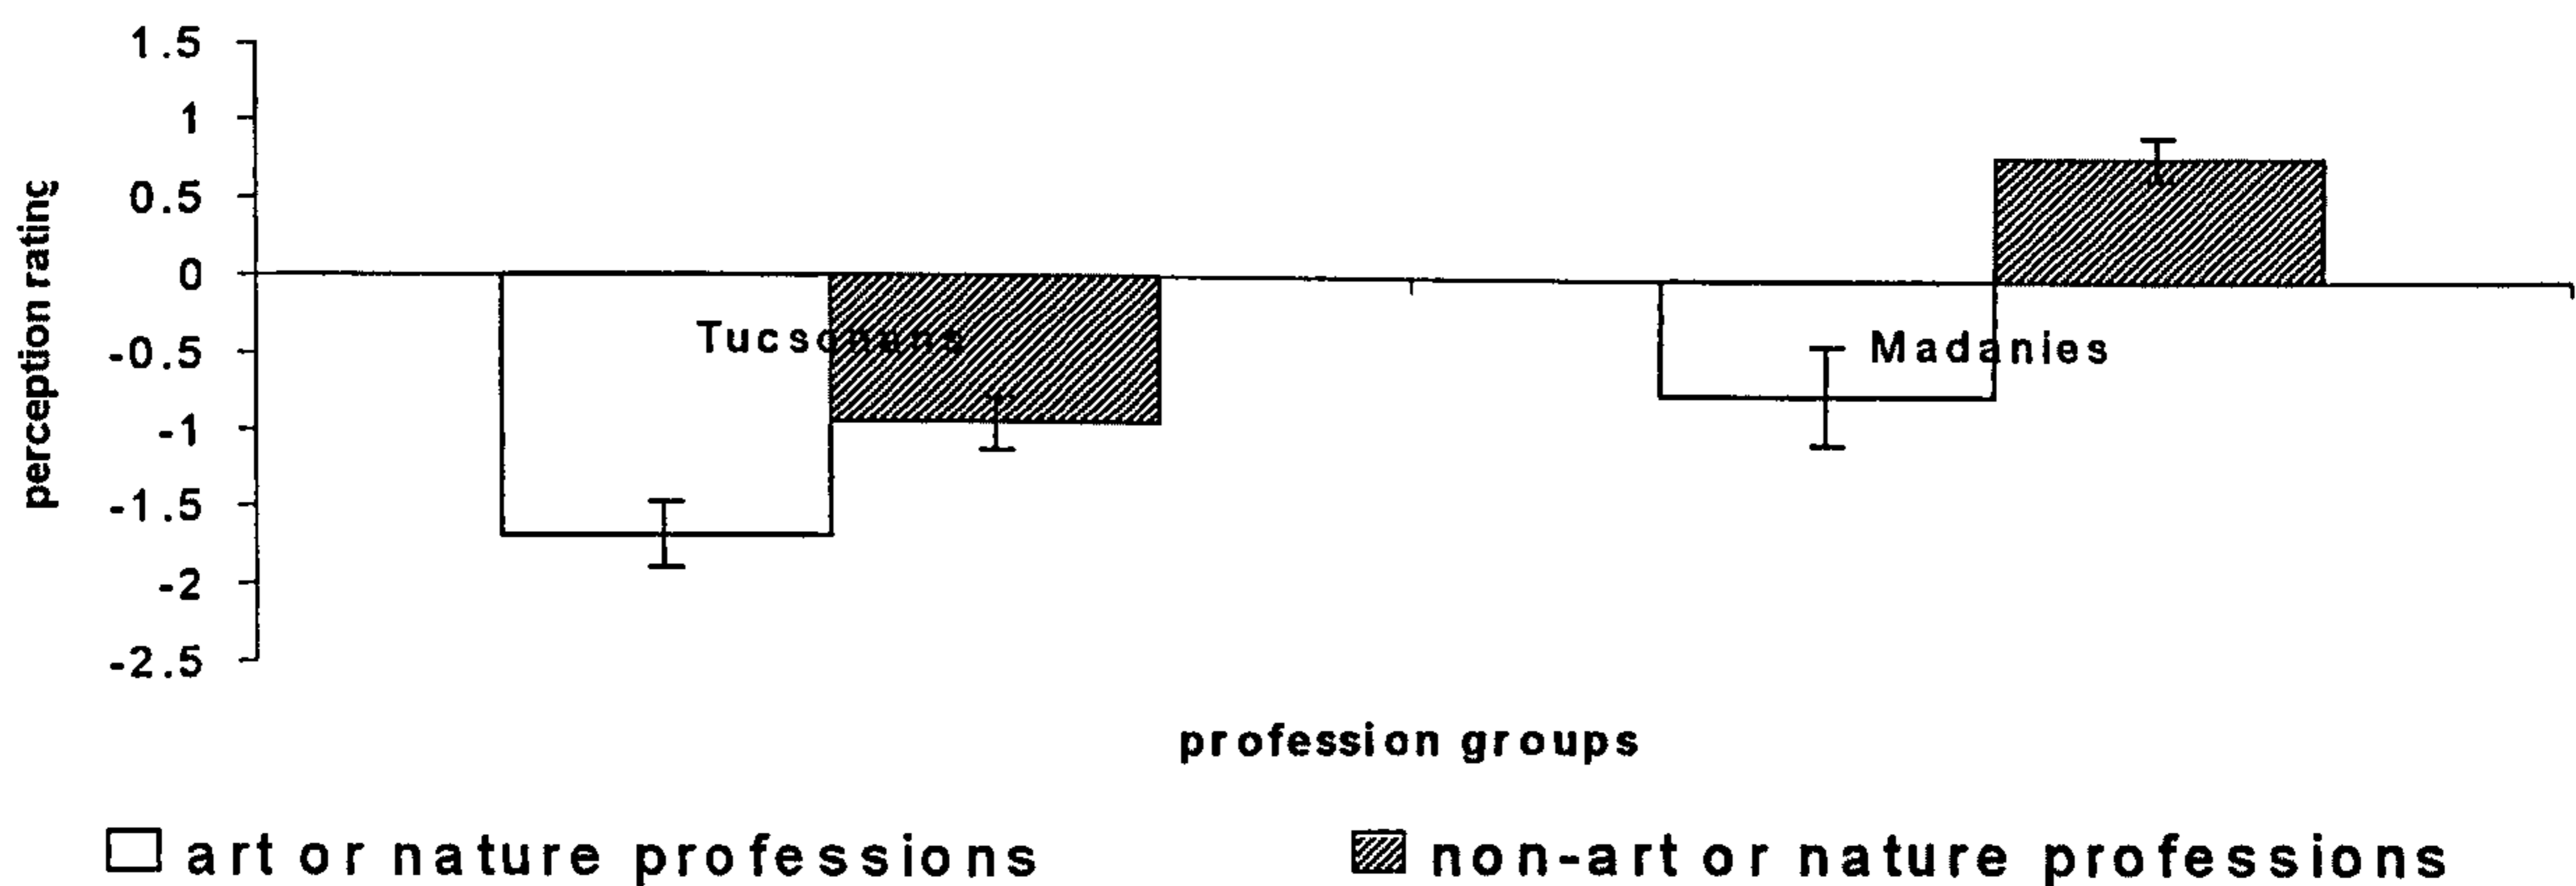 1.5
1
0.5
0
-0.5
-1
-1.5
-2
-2.5
perception rating
Tucsonans
Madanies
profession groups
art or nature professions
non-art or nature professions